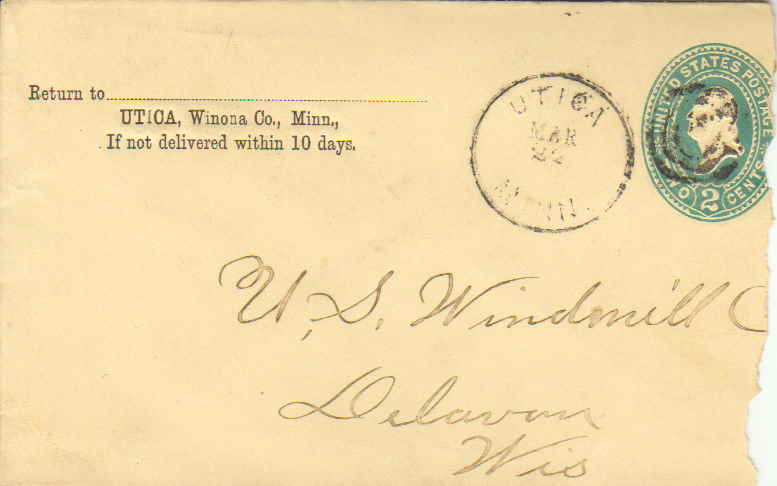 Return to
UTICA, Winona Co., Minn.,
If not delivered within 10 days.
UTICA
MAR
22
MINN.
UNITED STATES POSTAGE
TWO 2 CENTS
U. S. Windmill C
Delavan
Wis